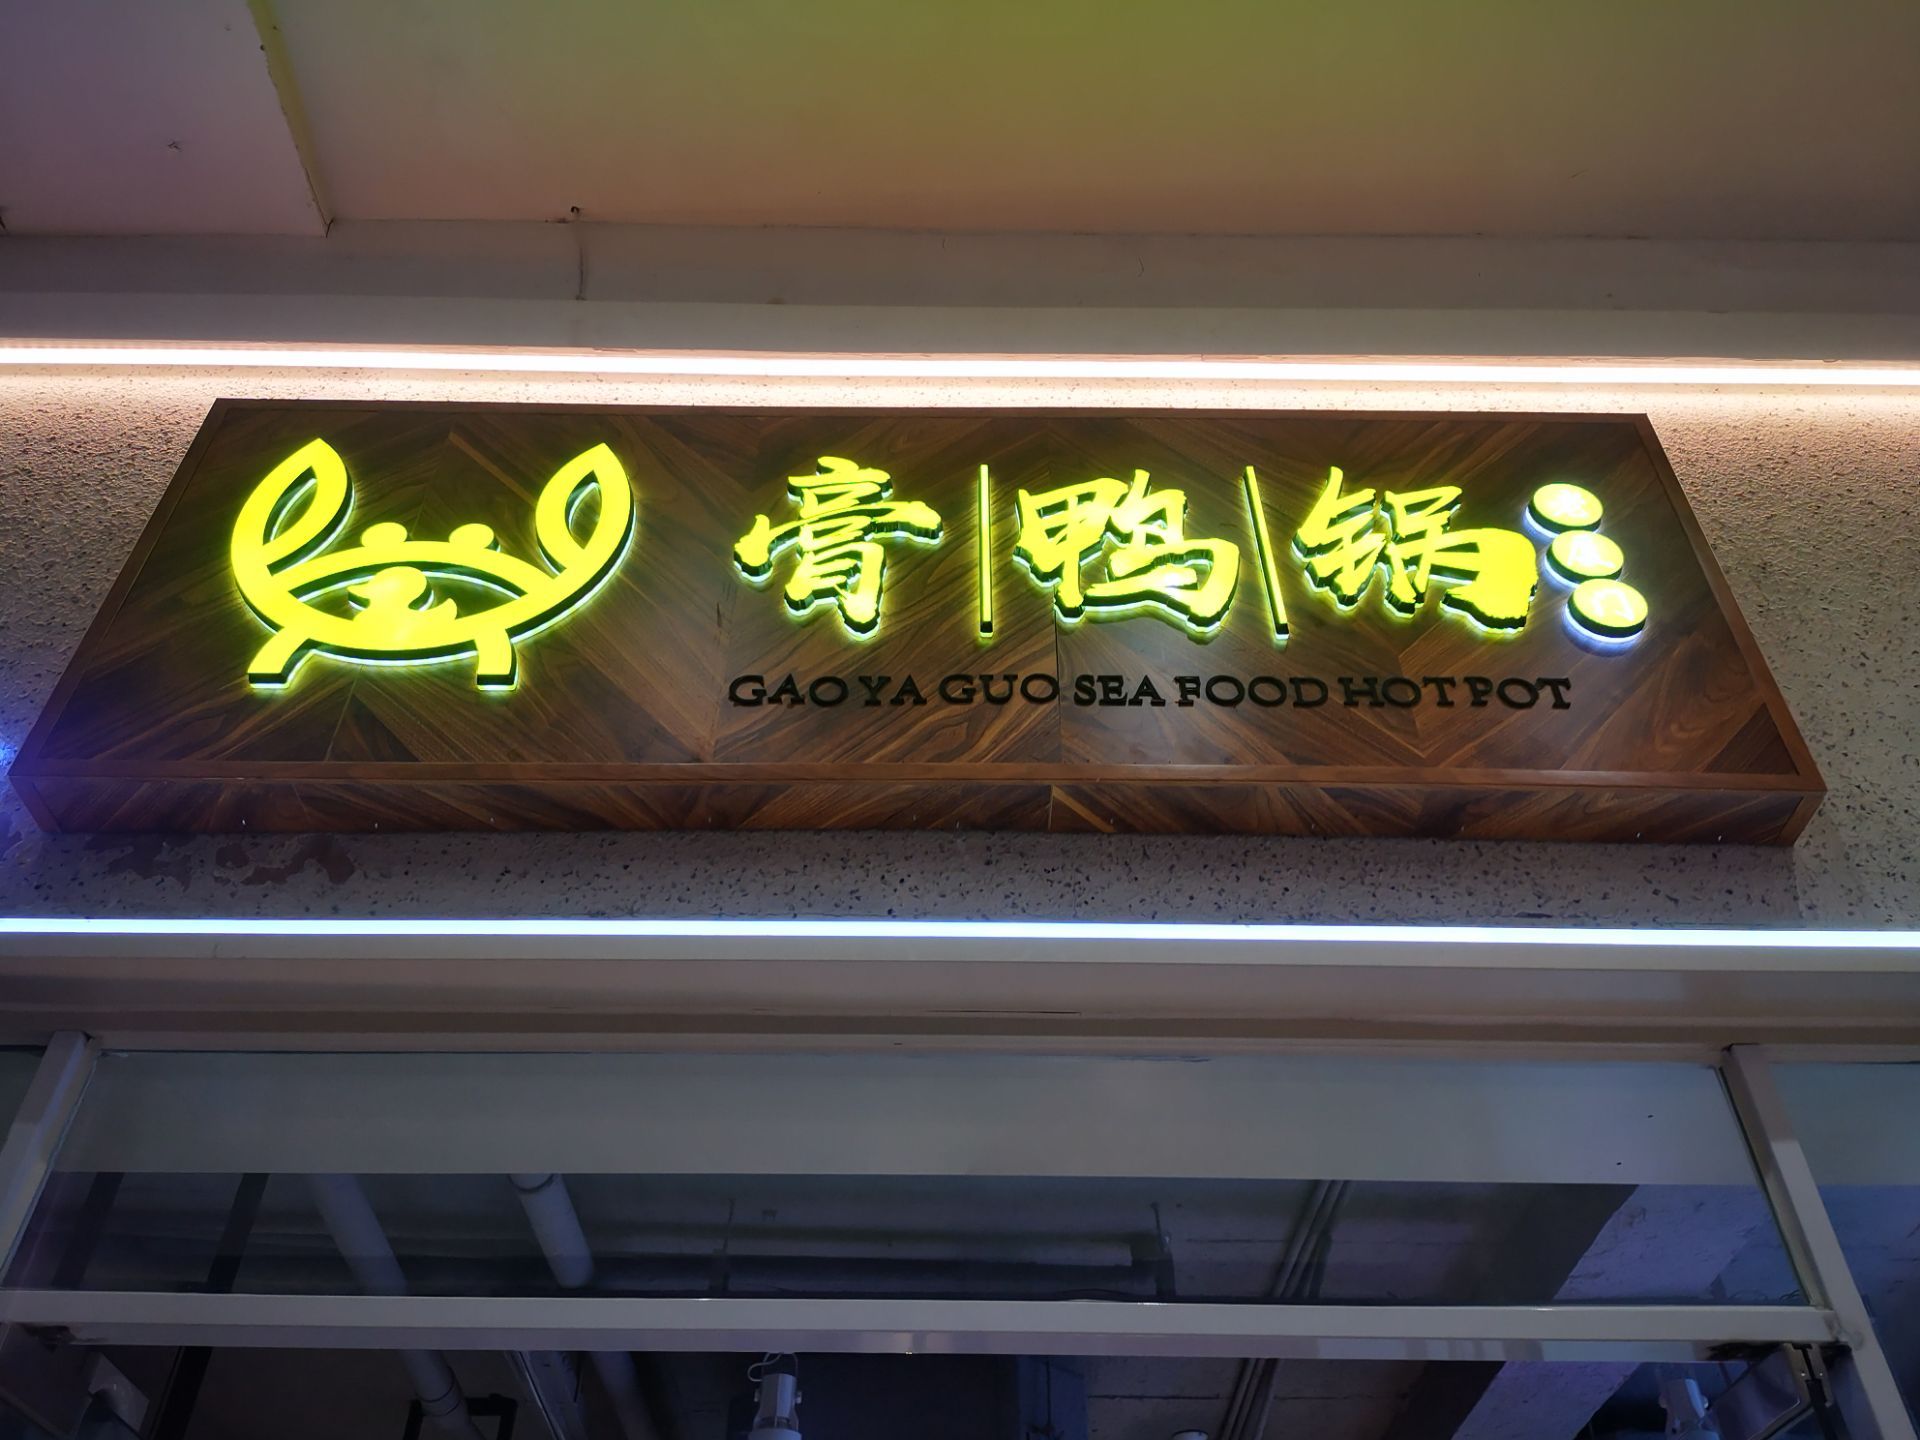 膏|鸭|锅
GAO YA GUO SEA FOOD HOT POT